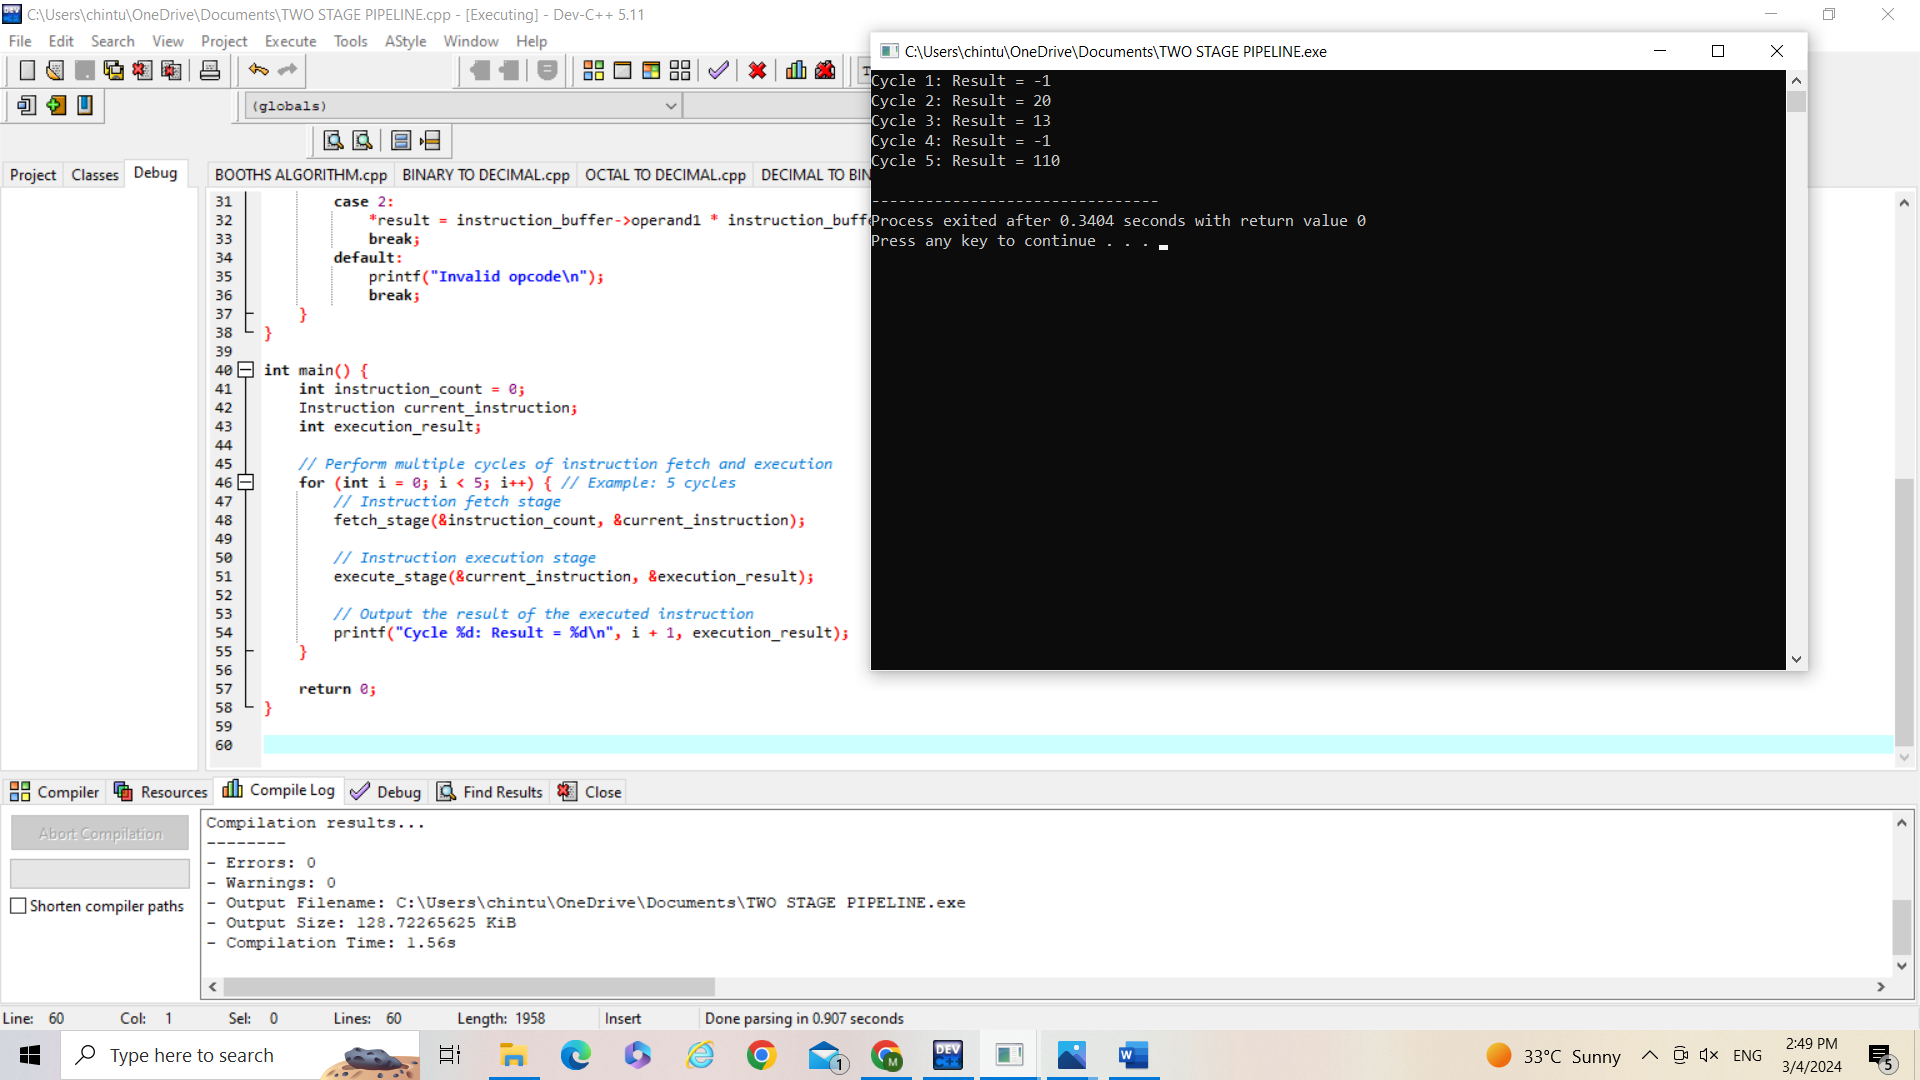 C:\Users\chintu\OneDrive\Documents\TWO STAGE PIPELINE.cpp - [Executing] - Dev-C++ 5.11
File Edit Search View Project Execute Tools AStyle Window Help
(globals)
Project Classes Debug
BOOTHS ALGORITHM.cpp BINARY TO DECIMAL.cpp OCTAL TO DECIMAL.cpp DECIMAL TO BIN
31 case 2:
32 *result = instruction_buffer->operand1 * instruction_buff
33 break;
34 default:
35 printf("Invalid opcode\n");
36 break;
37 }
38 }
39
40 int main() {
41 int instruction_count = 0;
42 Instruction current_instruction;
43 int execution_result;
44
45 // Perform multiple cycles of instruction fetch and execution
46 for (int i = 0; i < 5; i++) { // Example: 5 cycles
47 // Instruction fetch stage
48 fetch_stage(&instruction_count, &current_instruction);
49
50 // Instruction execution stage
51 execute_stage(&current_instruction, &execution_result);
52
53 // Output the result of the executed instruction
54 printf("Cycle %d: Result = %d\n", i + 1, execution_result);
55 }
56
57 return 0;
58 }
59
60
C:\Users\chintu\OneDrive\Documents\TWO STAGE PIPELINE.exe
Cycle 1: Result = -1
Cycle 2: Result = 20
Cycle 3: Result = 13
Cycle 4: Result = -1
Cycle 5: Result = 110
--------------------------------
Process exited after 0.3404 seconds with return value 0
Press any key to continue . . .
Compiler Resources Compile Log Debug Find Results Close
Abort Compilation
Shorten compiler paths
Compilation results...
--------
- Errors: 0
- Warnings: 0
- Output Filename: C:\Users\chintu\OneDrive\Documents\TWO STAGE PIPELINE.exe
- Output Size: 128.72265625 KiB
- Compilation Time: 1.56s
Line: 60 Col: 1 Sel: 0 Lines: 60 Length: 1958 Insert Done parsing in 0.907 seconds
Type here to search
1
M
DEV C++
W
33°C Sunny
ENG
2:49 PM
3/4/2024
5